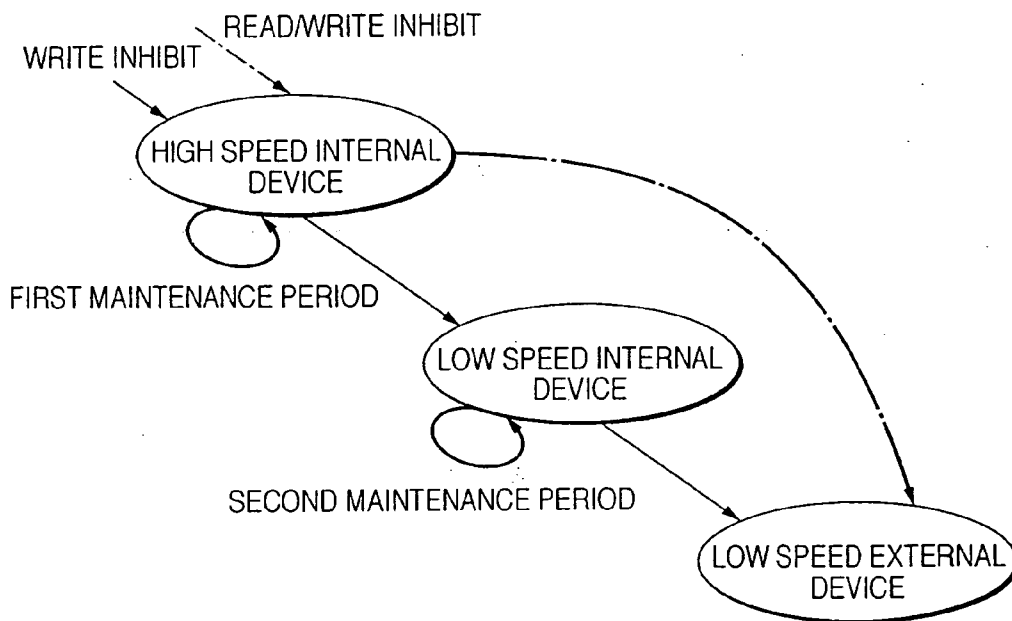 READ/WRITE INHIBIT
WRITE INHIBIT
HIGH SPEED INTERNAL
DEVICE
FIRST MAINTENANCE PERIOD
LOW SPEED INTERNAL
DEVICE
SECOND MAINTENANCE PERIOD
LOW SPEED EXTERNAL
DEVICE